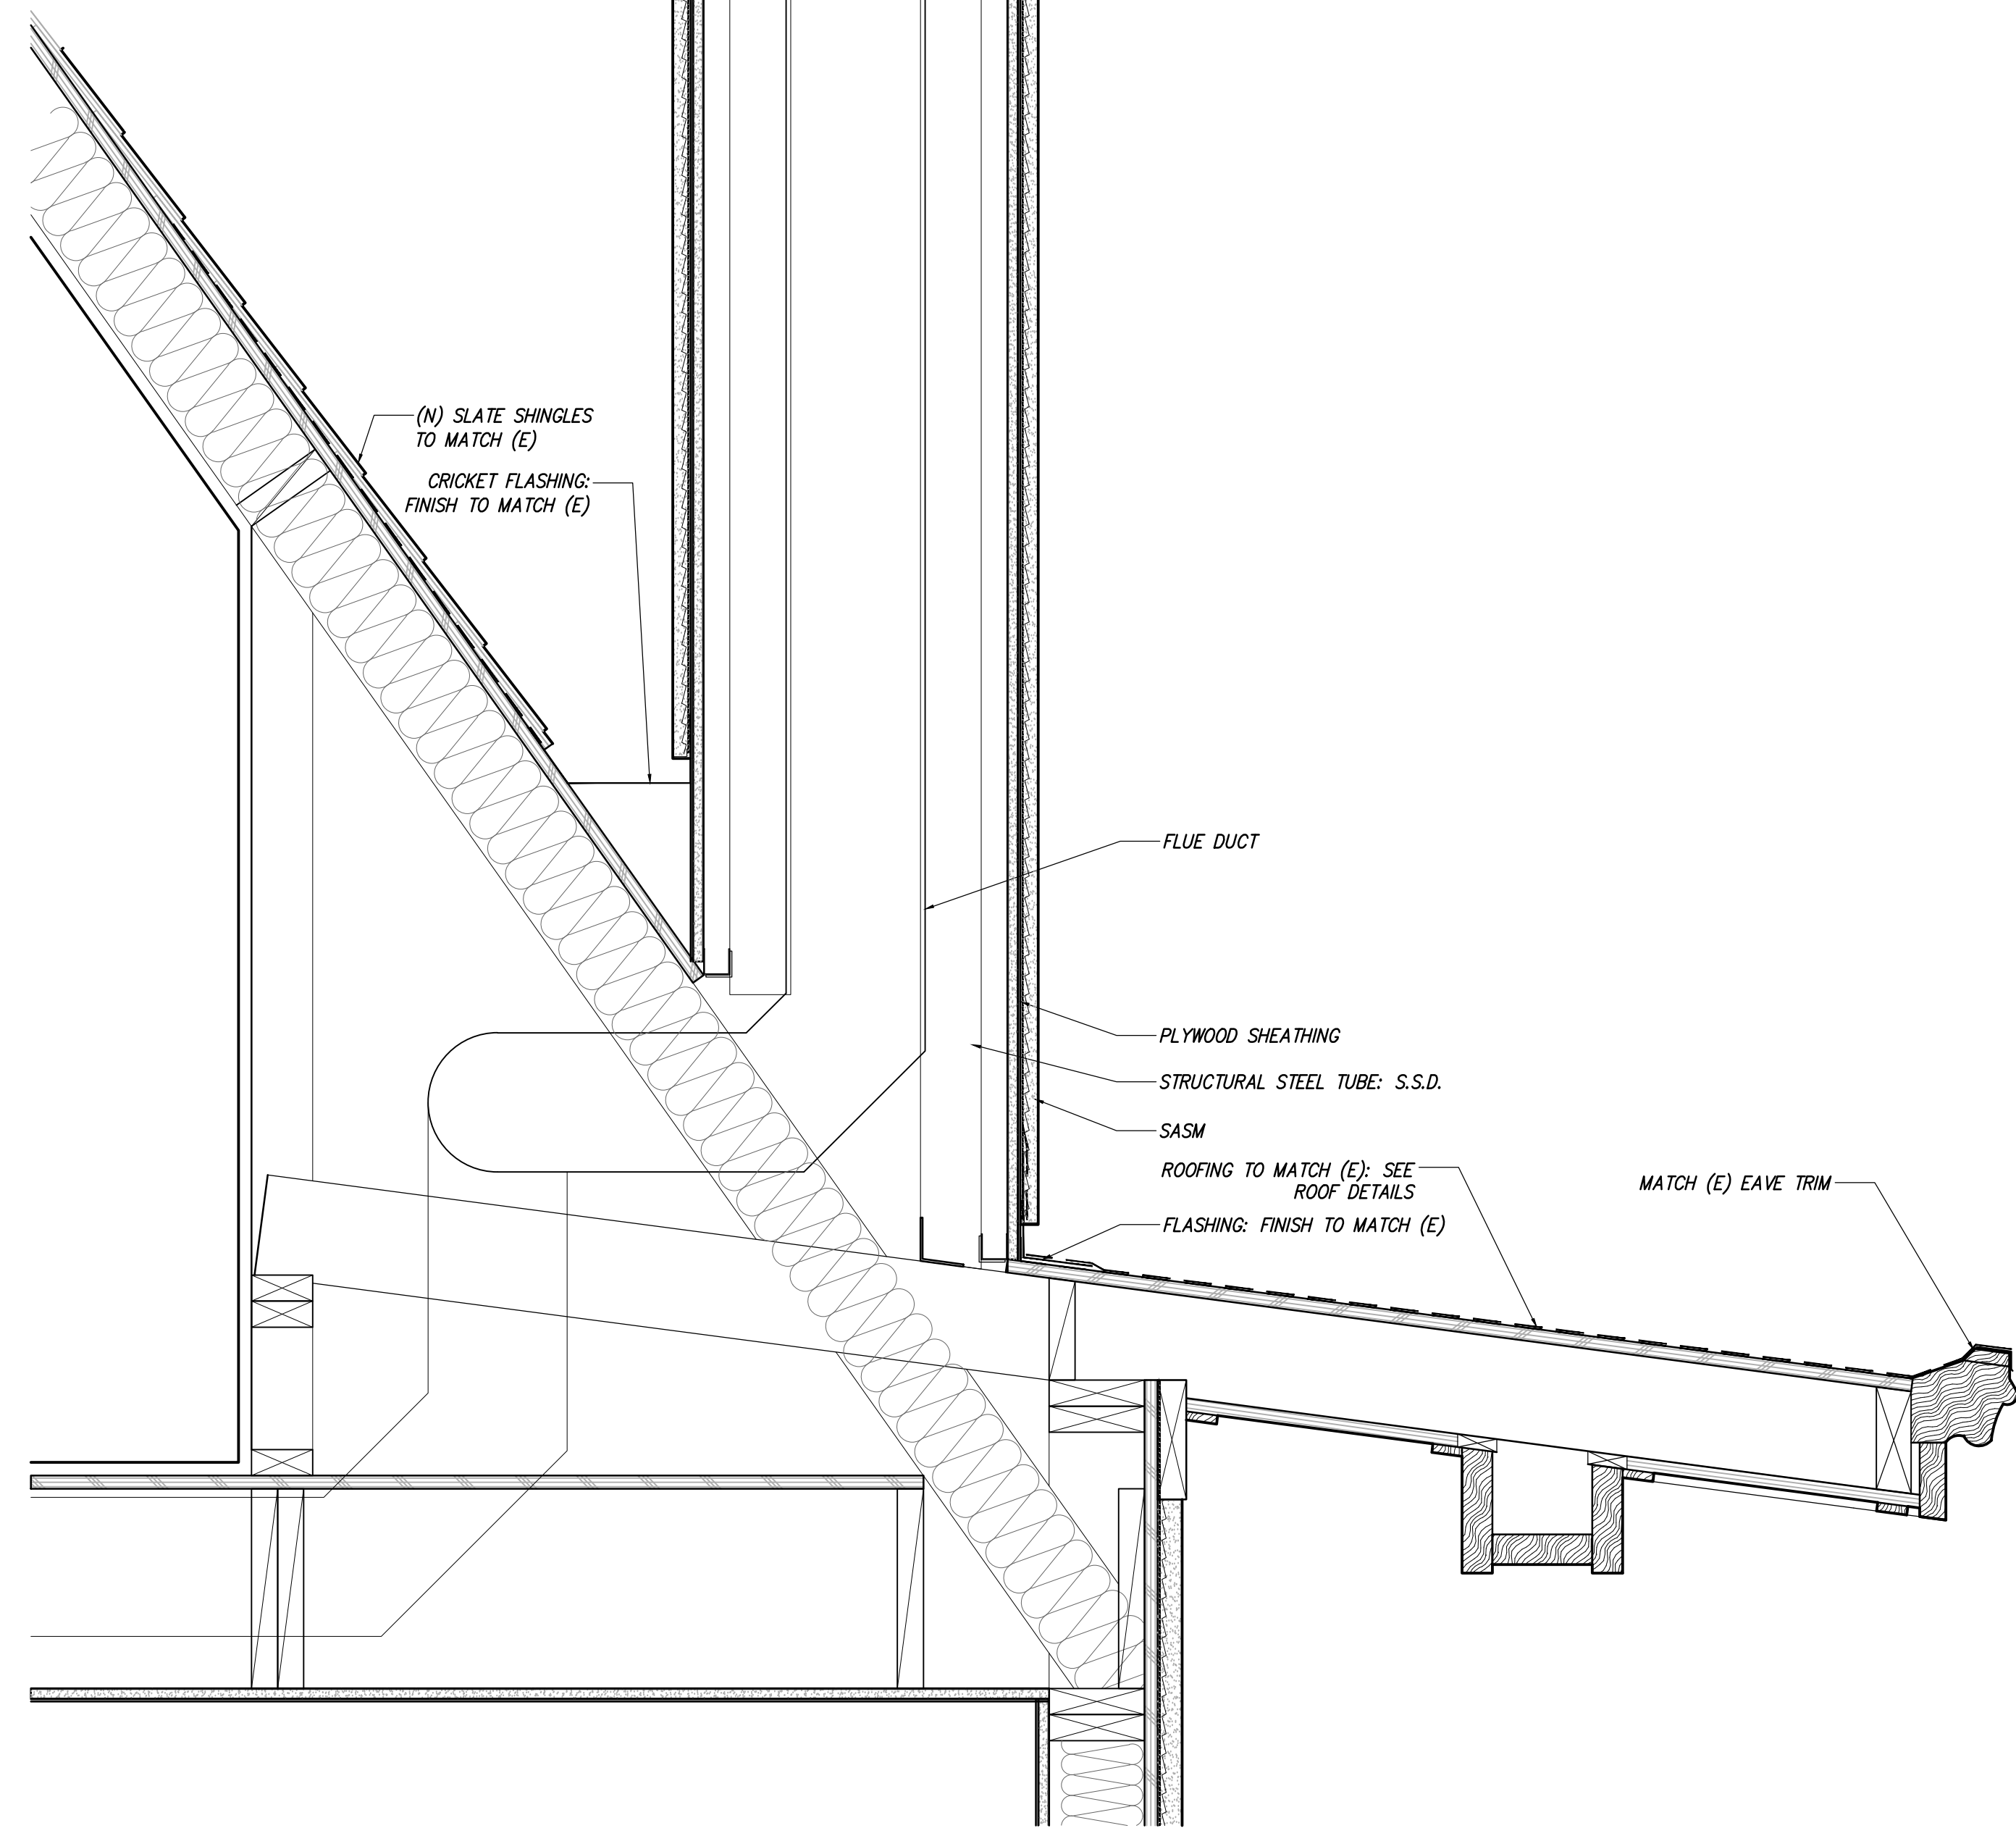 (N) SLATE SHINGLES
TO MATCH (E)
CRICKET FLASHING:
FINISH TO MATCH (E)
FLUE DUCT
PLYWOOD SHEATHING
STRUCTURAL STEEL TUBE: S.S.D.
SASM
ROOFING TO MATCH (E): SEE
ROOF DETAILS
MATCH (E) EAVE TRIM
FLASHING: FINISH TO MATCH (E)